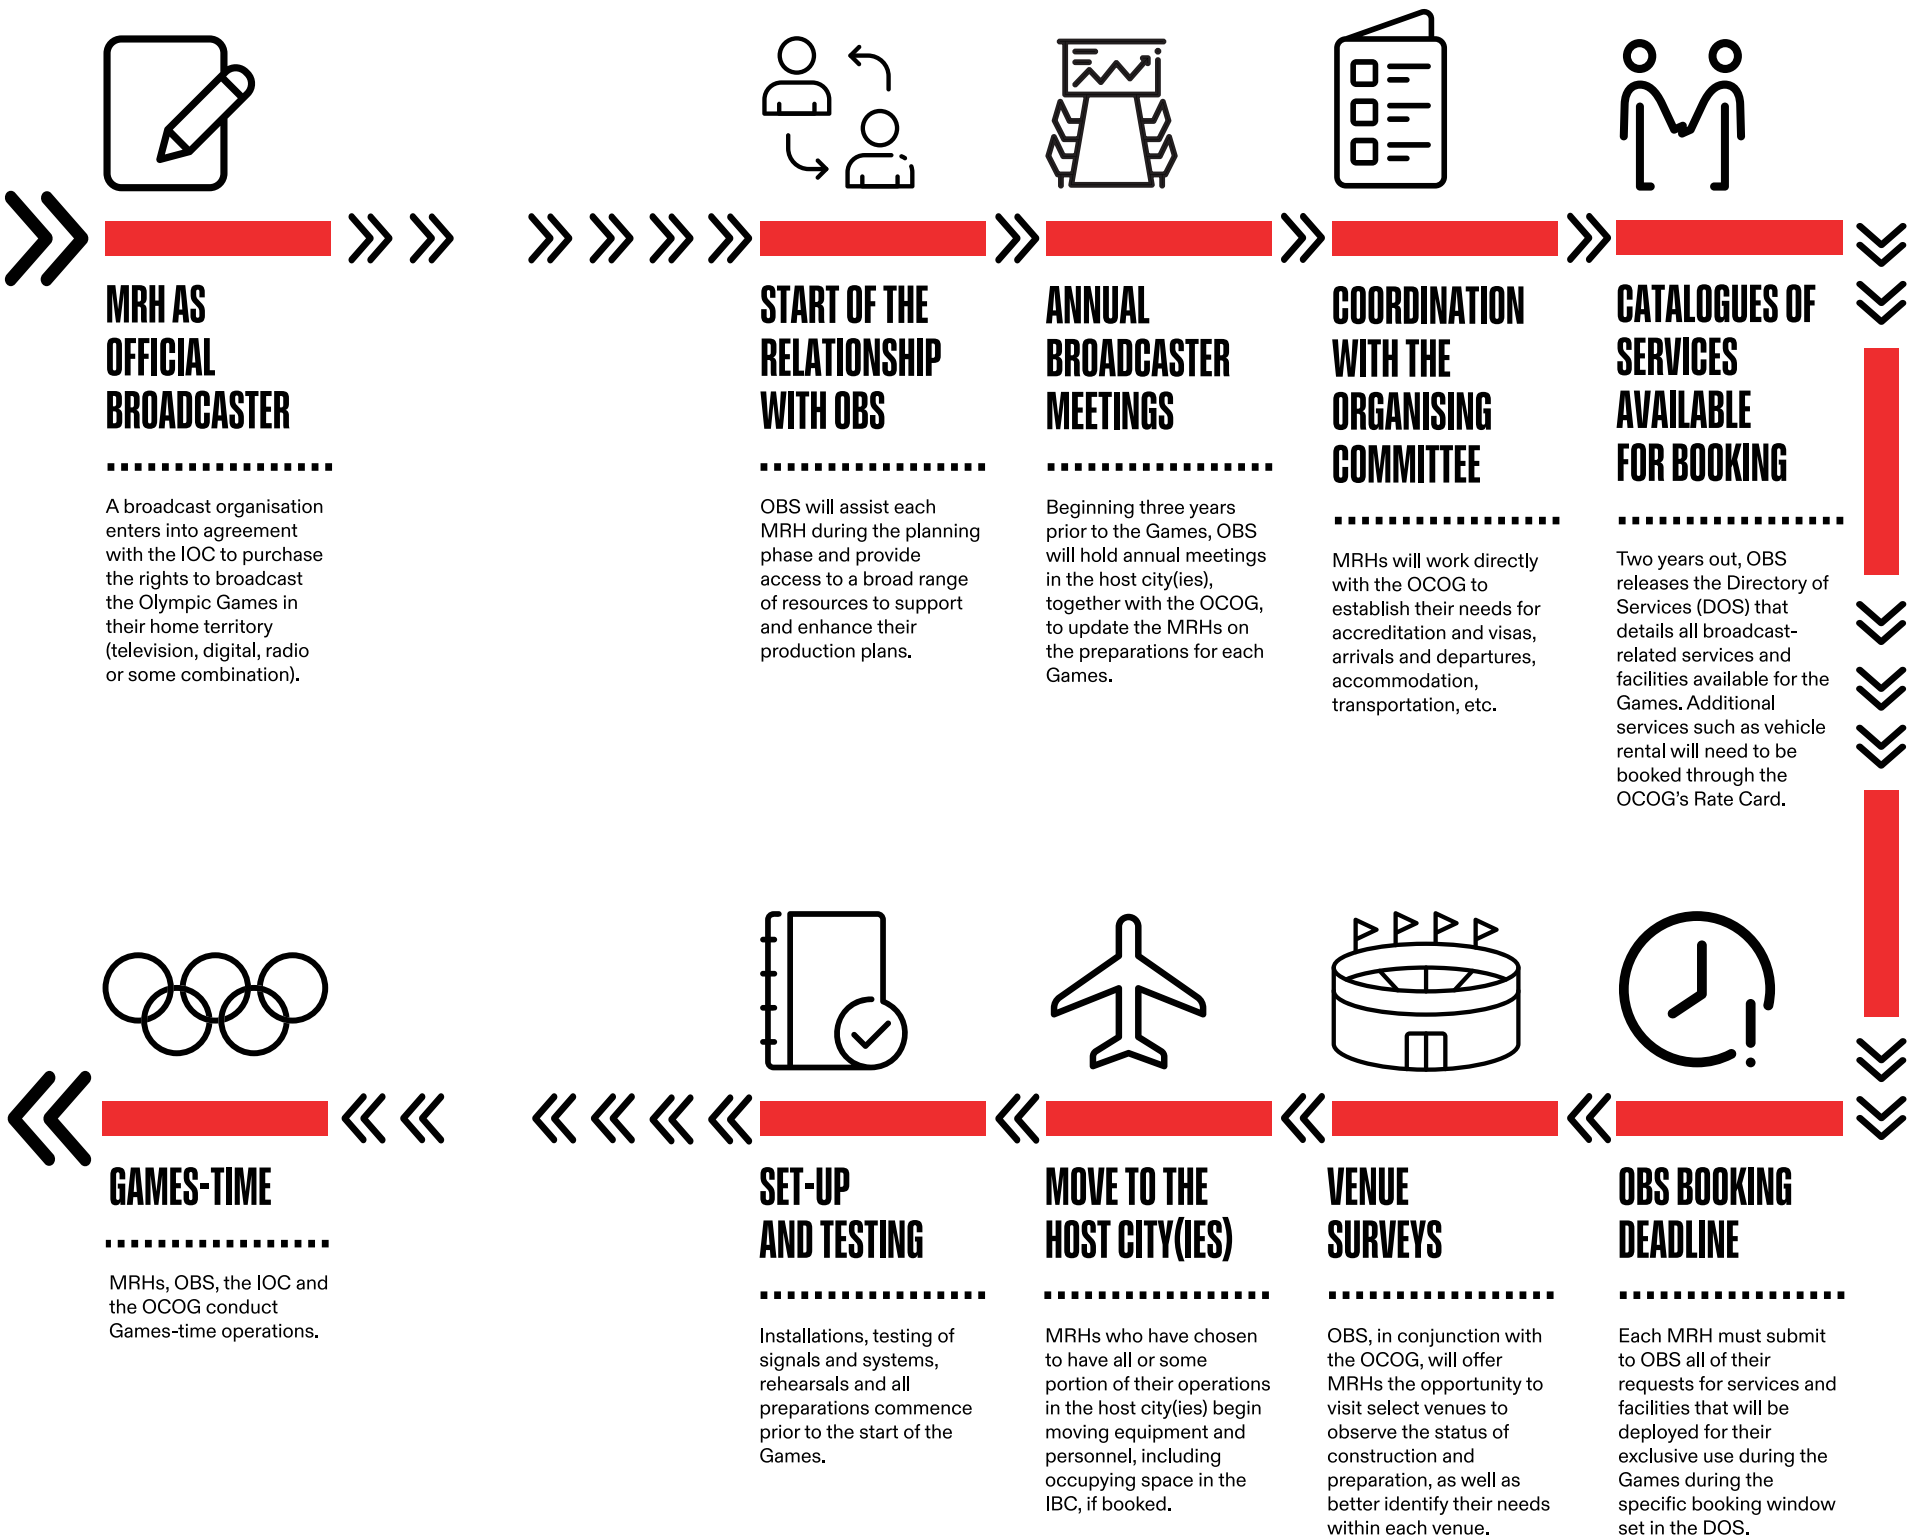 MRH AS
OFFICIAL
BROADCASTER
A broadcast organisation
enters into agreement
with the IOC to purchase
the rights to broadcast
the Olympic Games in
their home territory
(television, digital, radio
or some combination).
START OF THE
RELATIONSHIP
WITH OBS
OBS will assist each
MRH during the planning
phase and provide
access to a broad range
of resources to support
and enhance their
production plans.
ANNUAL
BROADCASTER
MEETINGS
Beginning three years
prior to the Games, OBS
will hold annual meetings
in the host city(ies),
together with the OCOG,
to update the MRHs on
the preparations for each
Games.
COORDINATION
WITH THE
ORGANISING
COMMITTEE
MRHs will work directly
with the OCOG to
establish their needs for
accreditation and visas,
arrivals and departures,
accommodation,
transportation, etc.
CATALOGUES OF
SERVICES
AVAILABLE
FOR BOOKING
Two years out, OBS
releases the Directory of
Services (DOS) that
details all broadcast-
related services and
facilities available for the
Games. Additional
services such as vehicle
rental will need to be
booked through the
OCOG's Rate Card.
GAMES-TIME
MRHs, OBS, the IOC and
the OCOG conduct
Games-time operations.
SET-UP
AND TESTING
Installations, testing of
signals and systems,
rehearsals and all
preparations commence
prior to the start of the
Games.
MOVE TO THE
HOST CITY(IES)
MRHs who have chosen
to have all or some
portion of their operations
in the host city(ies) begin
moving equipment and
personnel, including
occupying space in the
IBC, if booked.
VENUE
SURVEYS
OBS, in conjunction with
the OCOG, will offer
MRHs the opportunity to
visit select venues to
observe the status of
construction and
preparation, as well as
better identify their needs
within each venue.
OBS BOOKING
DEADLINE
Each MRH must submit
to OBS all of their
requests for services and
facilities that will be
deployed for their
exclusive use during the
Games during the
specific booking window
set in the DOS.